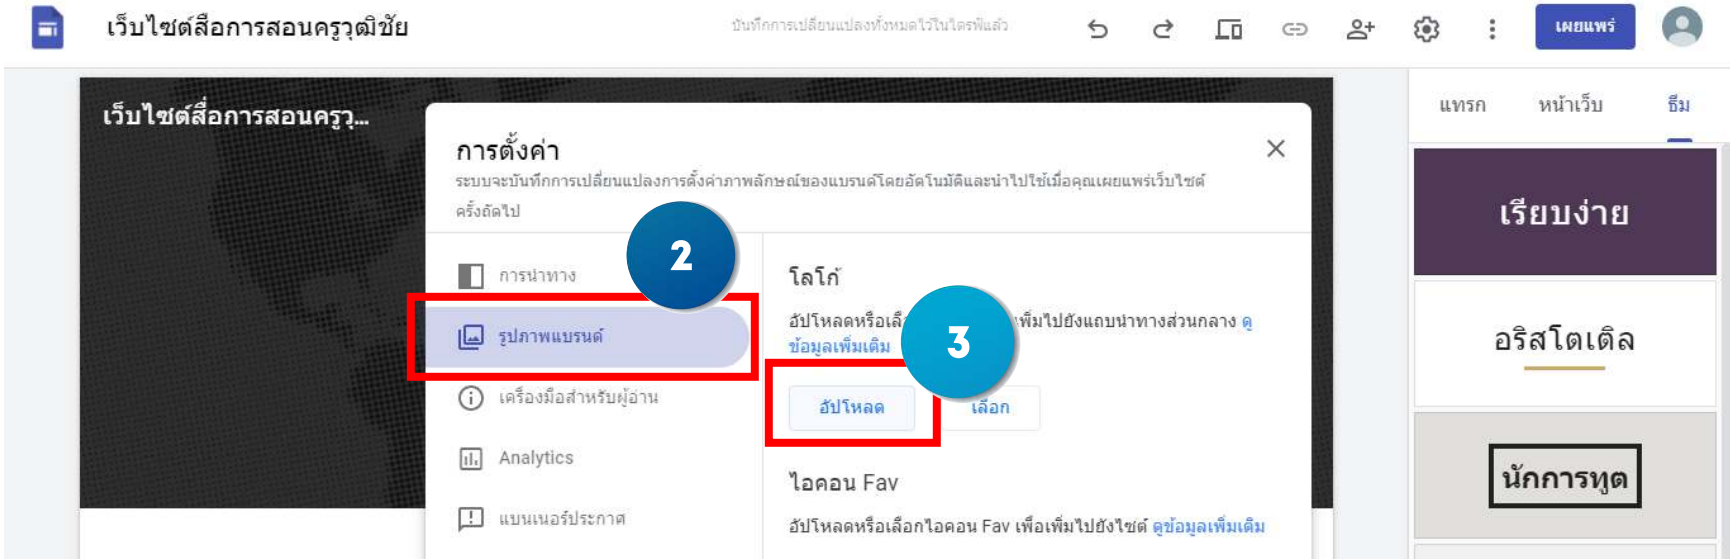 เว็บไซต์สื่อการสอนครูวุฒิชัย
บันทึกการเปลี่ยนแปลงทั้งหมดไว้ในไดรฟ์แล้ว
เผยแพร่
เว็บไซต์สื่อการสอนครูวุ...
แทรก
หน้าเว็บ
ธีม
การตั้งค่า
ระบบจะบันทึกการเปลี่ยนแปลงการตั้งค่าภาพลักษณ์ของแบรนด์โดยอัตโนมัติและนำไปใช้เมื่อคุณเผยแพร่เว็บไซต์
ครั้งถัดไป
2
การนำทาง
รูปภาพแบรนด์
เครื่องมือสำหรับผู้อ่าน
Analytics
แบนเนอร์ประกาศ
โลโก้
อัปโหลดหรือเลื เพิ่มไปยังแถบนำทางส่วนกลาง ดู
ข้อมูลเพิ่มเติม
3
อัปโหลด
เลือก
ไอคอน Fav
อัปโหลดหรือเลือกไอคอน Fav เพื่อเพิ่มไปยังไซต์ ดูข้อมูลเพิ่มเติม
เรียบง่าย
อริสโตเติล
นักการทูต